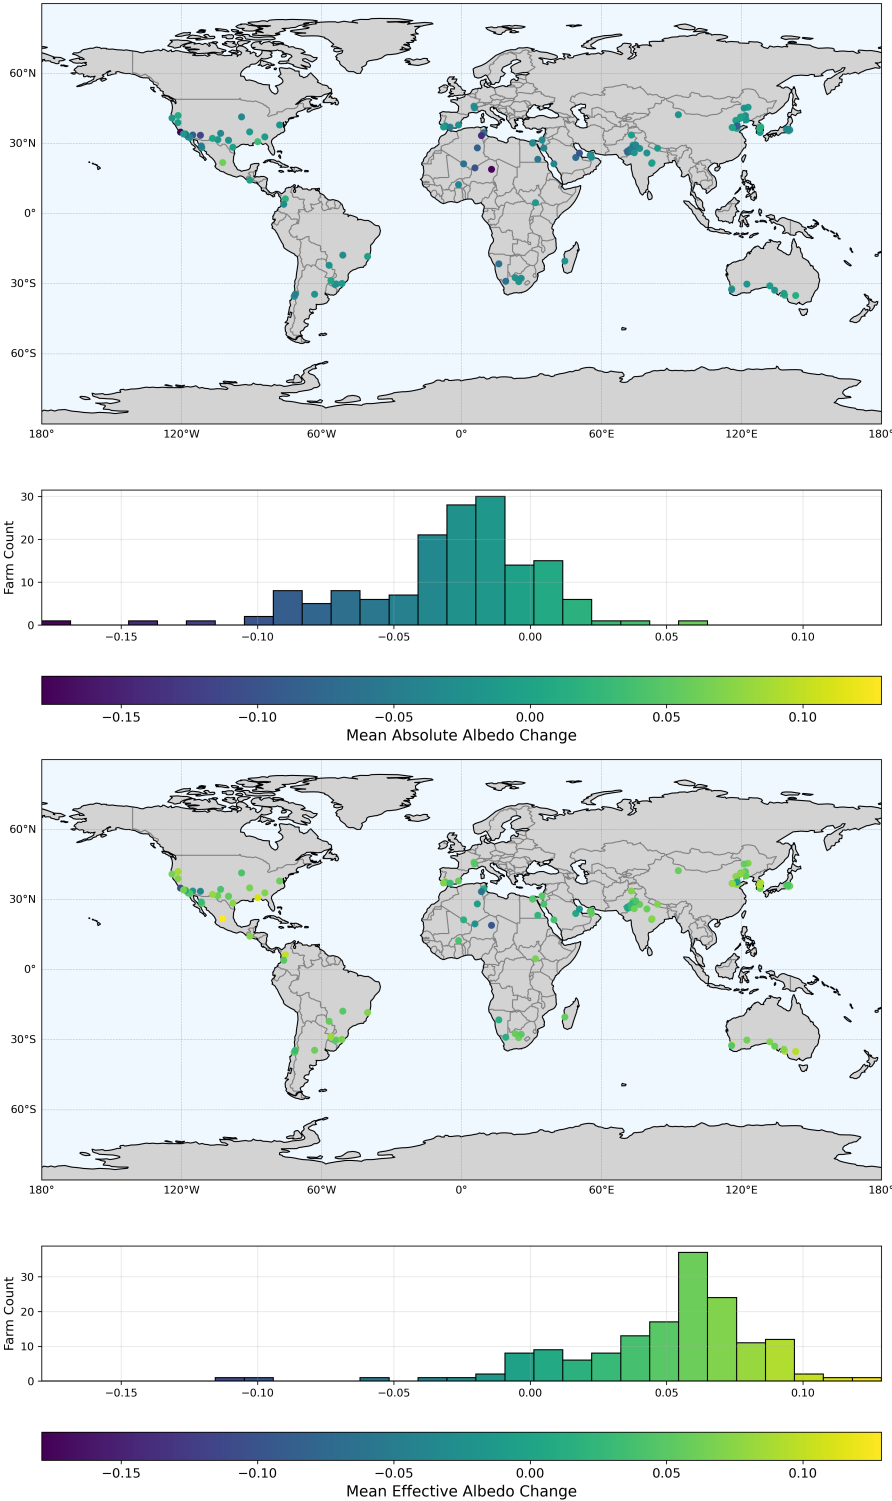 60°N
30°N
0°
30°S
60°S
180° 120°W 60°W 0° 60°E 120°E 180°
30
20
10
0
Farm Count
−0.15 −0.10 −0.05 0.00 0.05 0.10
−0.15 −0.10 −0.05 0.00 0.05 0.10
Mean Absolute Albedo Change
60°N
30°N
0°
30°S
60°S
180° 120°W 60°W 0° 60°E 120°E 180°
30
20
10
0
Farm Count
−0.15 −0.10 −0.05 0.00 0.05 0.10
−0.15 −0.10 −0.05 0.00 0.05 0.10
Mean Effective Albedo Change